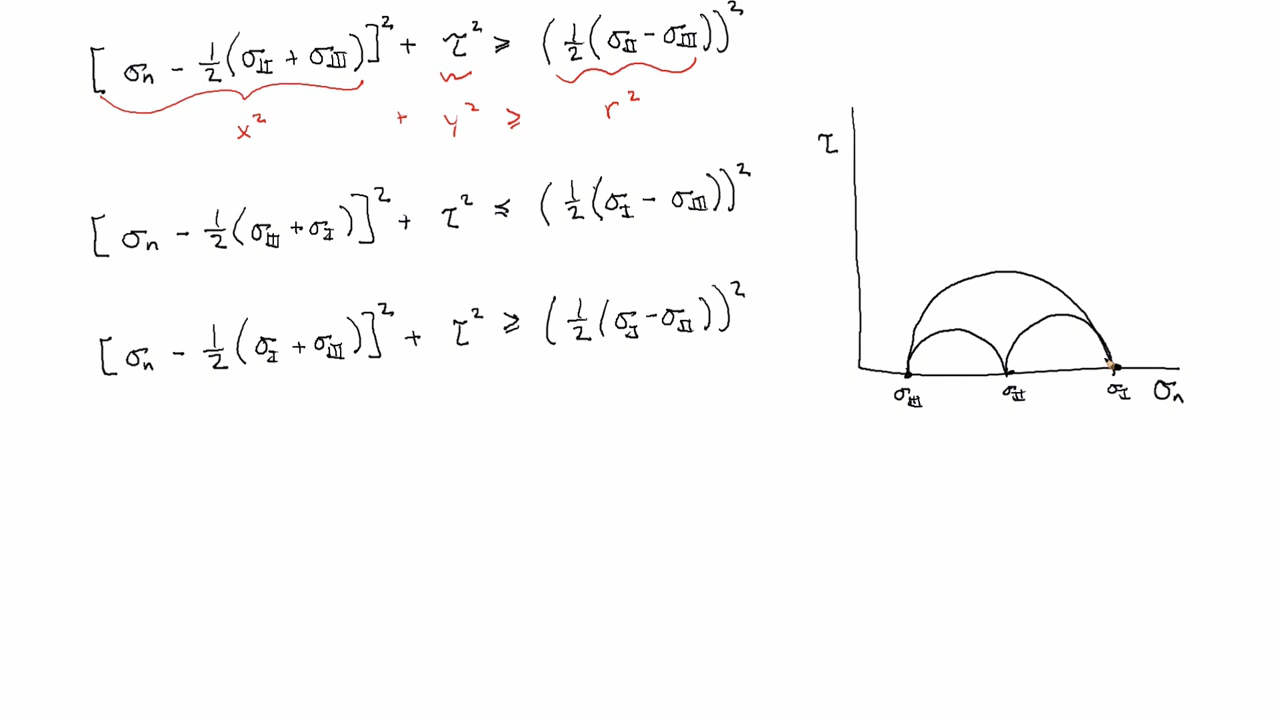 [σn - 1/2(σII + σIII)]² + τ² ⩾ (1/2(σII - σIII))²
x² + y² ⩾ r²
[σn - 1/2(σIII + σI)]² + τ² ⩽ (1/2(σI - σIII))²
[σn - 1/2(σI + σIII)]² + τ² ⩾ (1/2(σI - σII))²
τ
σIII σII σI σn